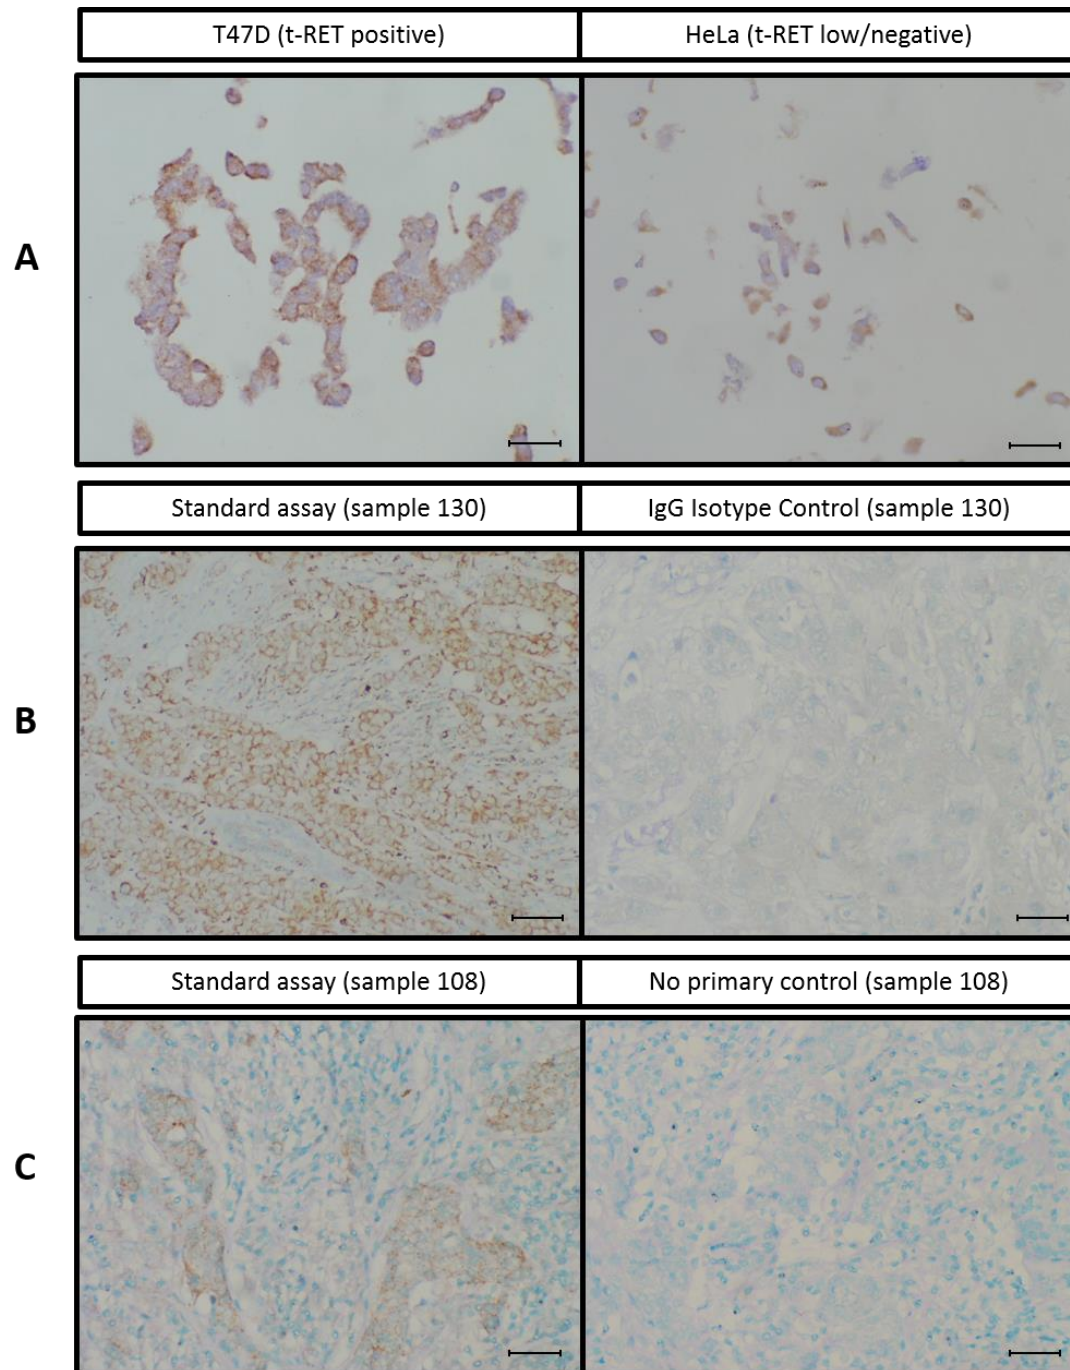 T47D (t-RET positive)
HeLa (t-RET low/negative)
A
Standard assay (sample 130)
IgG Isotype Control (sample 130)
B
Standard assay (sample 108)
No primary control (sample 108)
C